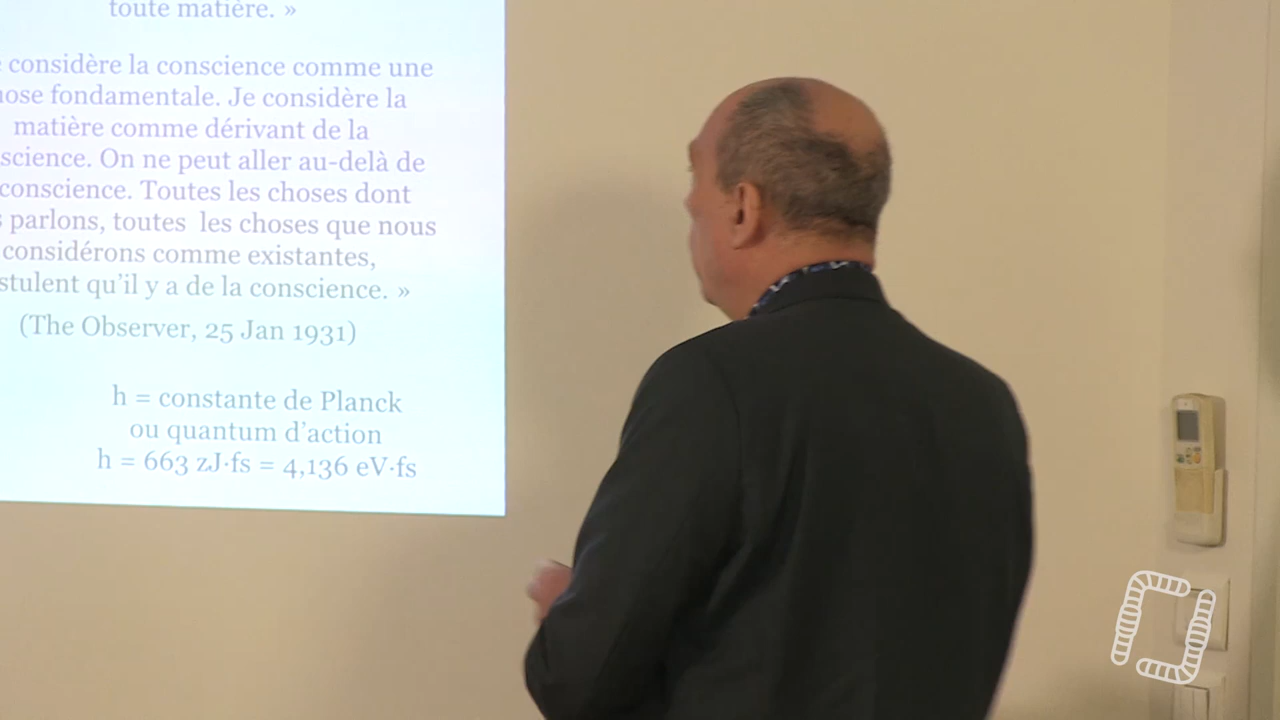 toute matière. »
considère la conscience comme une
fondamentale. Je considère la
matière comme dérivant de la
science. On ne peut aller au-delà de
conscience. Toutes les choses dont
parlons, toutes les choses que nous
considérons comme existantes,
stulent qu'il y a de la conscience. »
(The Observer, 25 Jan 1931)
h = constante de Planck
ou quantum d'action
h = 663 zJ·fs = 4,136 eV·fs